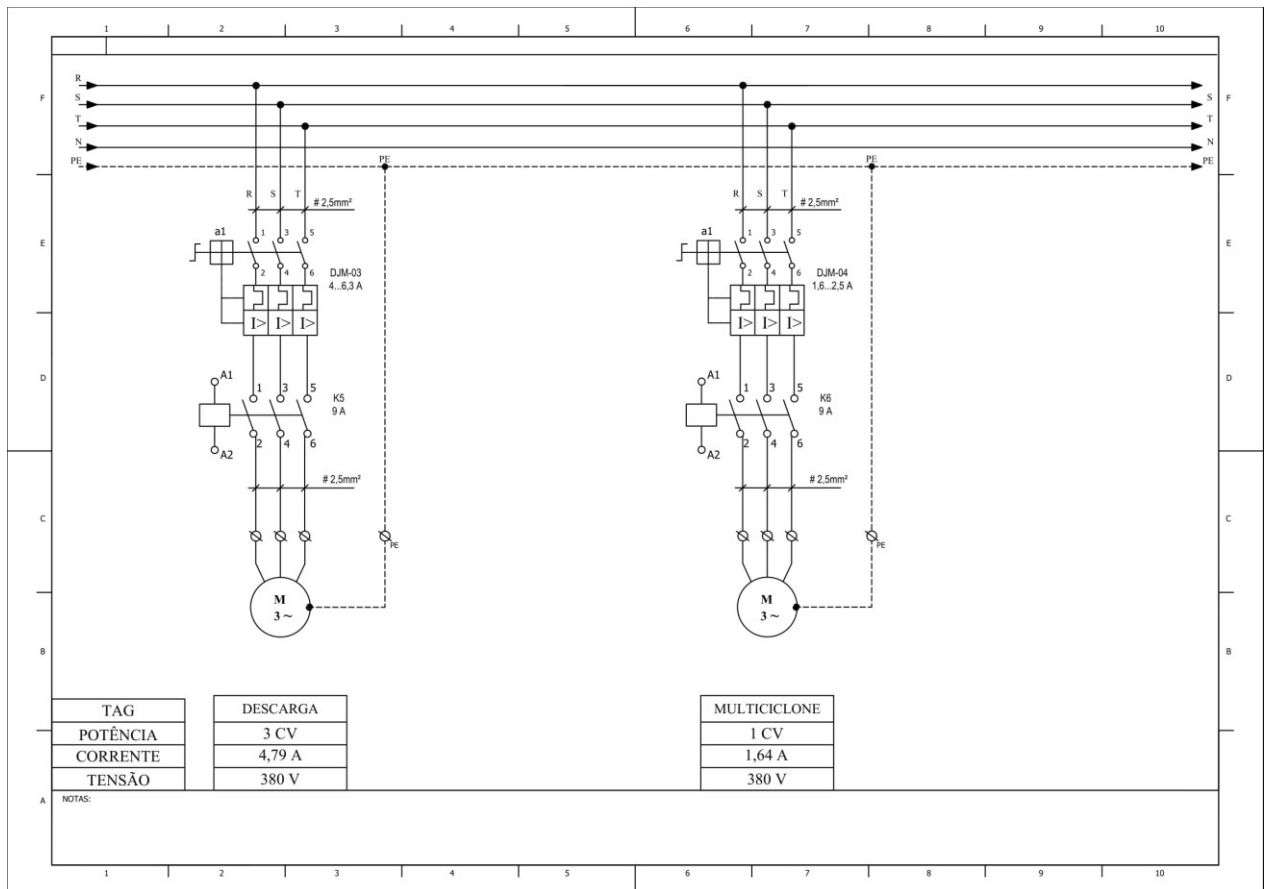 1 2 3 4 5 6 7 8 9 10
R
F S S F
T T
N N
PE PE PE PE
R S T R S T
# 2,5mm² # 2,5mm²
E a1 1 3 5 a1 1 3 5 E
2 4 6 DJM-03 2 4 6 DJM-04
4...6,3 A 1,6...2,5 A
I> I> I> I> I> I>
D A1 1 3 5 K5 A1 1 3 5 K6 D
9 A 9 A
A2 2 4 6 A2 2 4 6
# 2,5mm² # 2,5mm²
C C
PE PE
M M
3 ~ 3 ~
B B
TAG DESCARGA MULTICICLONE
POTÊNCIA 3 CV 1 CV
CORRENTE 4,79 A 1,64 A
TENSÃO 380 V 380 V
A NOTAS: A
1 2 3 4 5 6 7 8 9 10